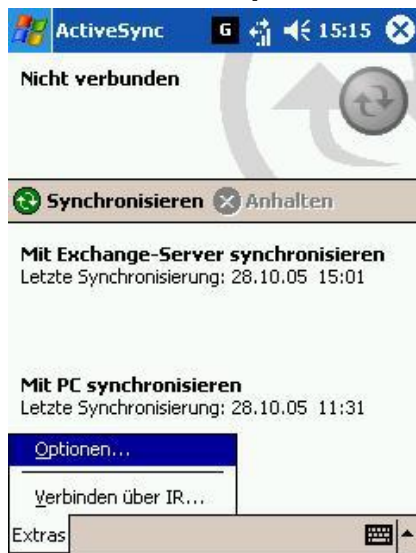 ActiveSync G 15:15
Nicht verbunden
Synchronisieren Anhalten
Mit Exchange-Server synchronisieren
Letzte Synchronisierung: 28.10.05 15:01
Mit PC synchronisieren
Letzte Synchronisierung: 28.10.05 11:31
Optionen...
Verbinden über IR...
Extras